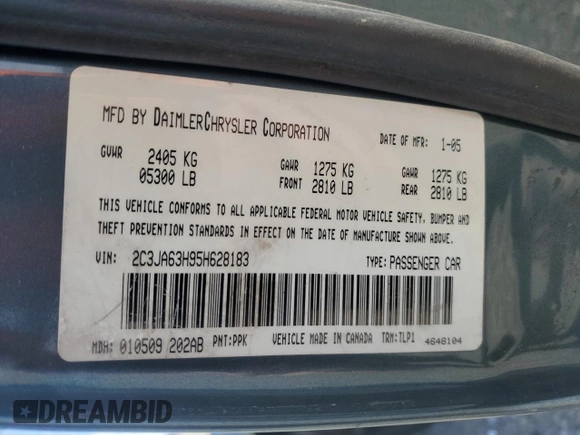 MFD BY DAIMLERCHRYSLER CORPORATION DATE OF MFR: 1-05
GVWR 2405 KG GAWR 1275 KG GAWR 1275 KG
05300 LB FRONT 2810 LB REAR 2810 LB
THIS VEHICLE CONFORMS TO ALL APPLICABLE FEDERAL MOTOR VEHICLE SAFETY, BUMPER AND
THEFT PREVENTION STANDARDS IN EFFECT ON THE DATE OF MANUFACTURE SHOWN ABOVE.
VIN: 2C3JA63H95H628183 TYPE: PASSENGER CAR
MDH: 010509 202AB PNT:PPK VEHICLE MADE IN CANADA TRM:TLP1 4648104
DREAMBID